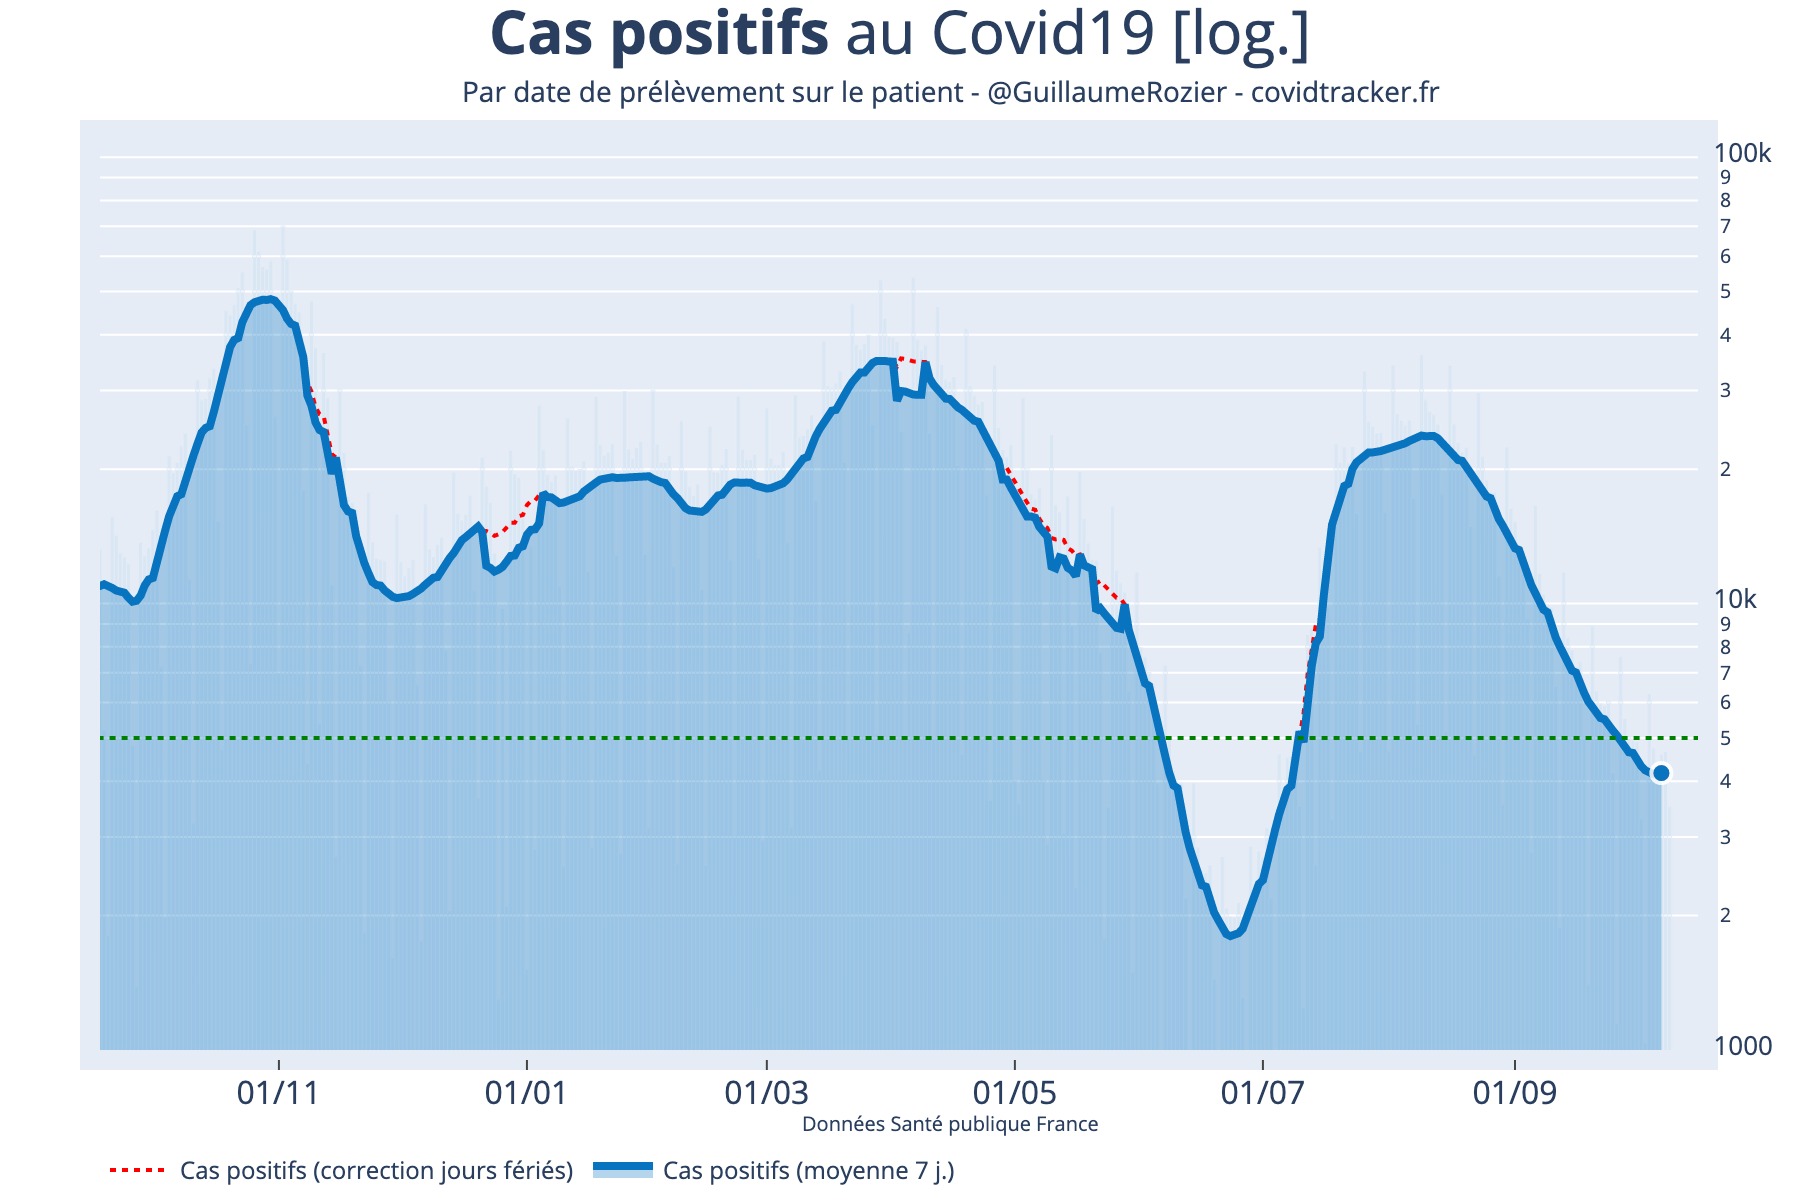 Cas positifs au Covid19 [log.]
Par date de prélèvement sur le patient - @GuillaumeRozier - covidtracker.fr
100k
9
8
7
6
5
4
3
2
10k
9
8
7
6
5
4
3
2
1000
01/11 01/01 01/03 01/05 01/07 01/09
Données Santé publique France
Cas positifs (correction jours fériés) Cas positifs (moyenne 7 j.)